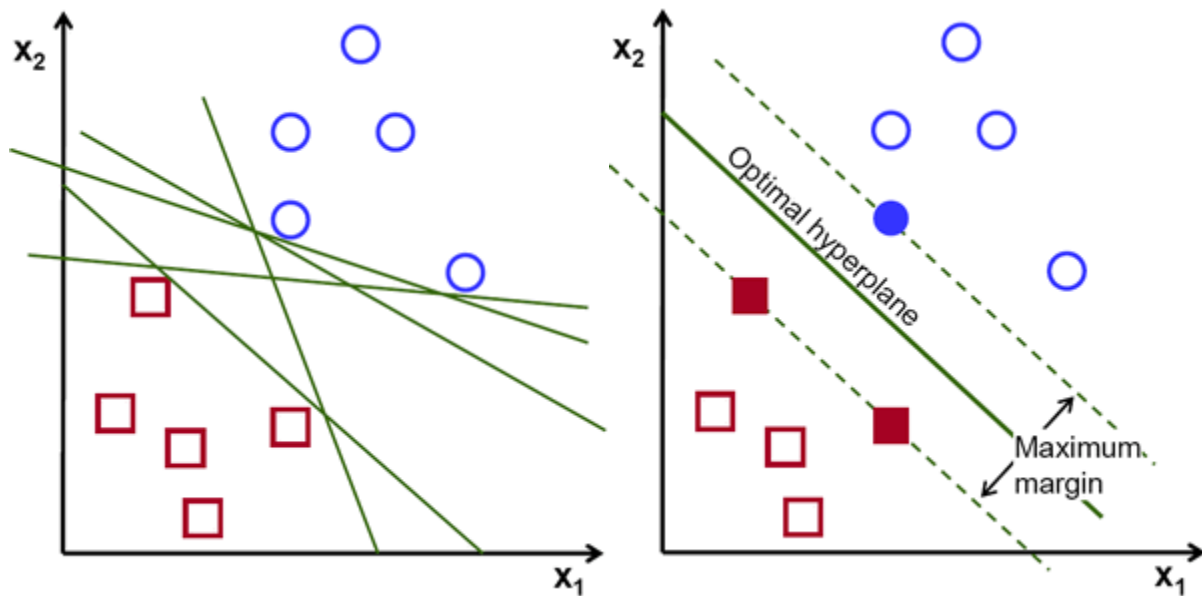 x₂
x₁
x₂
Optimal hyperplane
Maximum
margin
x₁